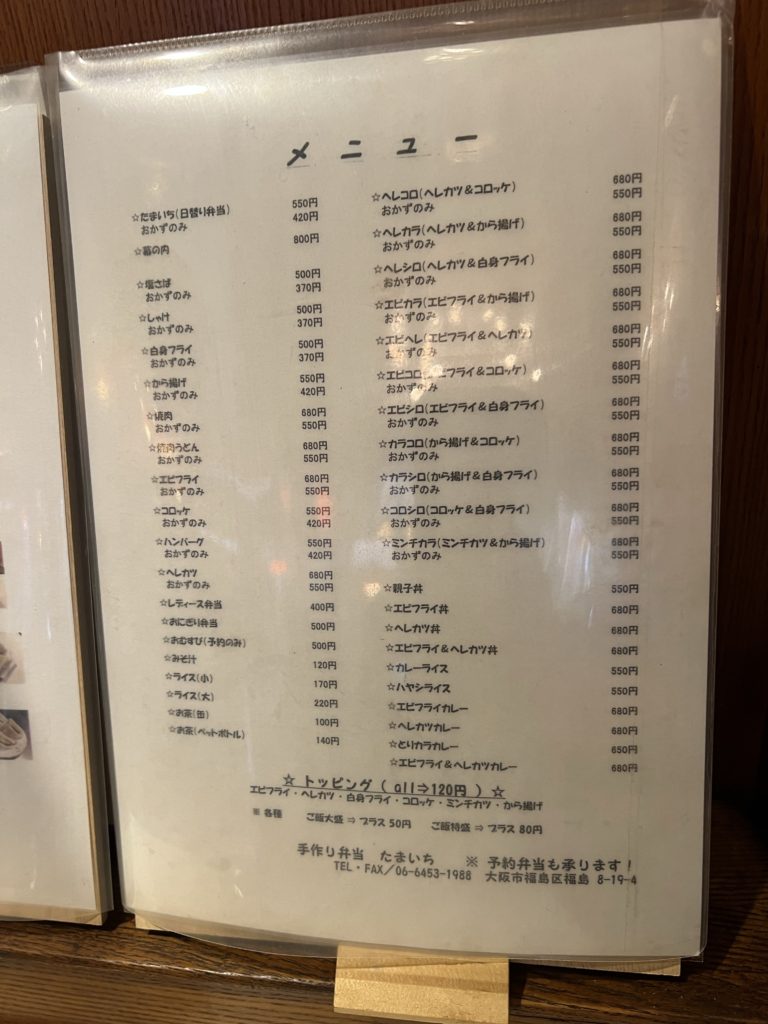 メニュー
☆たまいち(日替り弁当) 550円
おかずのみ 420円
☆幕の内 800円
☆塩さば 500円
おかずのみ 370円
☆しゃけ 500円
おかずのみ 370円
☆白身フライ 500円
おかずのみ 370円
☆から揚げ 550円
おかずのみ 420円
☆焼肉 680円
おかずのみ 550円
☆焼肉うどん 680円
おかずのみ 550円
☆エビフライ 680円
おかずのみ 550円
☆コロッケ 550円
おかずのみ 420円
☆ハンバーグ 550円
おかずのみ 420円
☆ヘレカツ 680円
おかずのみ 550円
☆レディース弁当 400円
☆おにぎり弁当 500円
☆おむすび(予約のみ) 500円
☆みそ汁 120円
☆ライス(小) 170円
☆ライス(大) 220円
☆お茶(缶) 100円
☆お茶(ペットボトル) 140円
☆ヘレコロ(ヘレカツ&コロッケ) 680円
おかずのみ 550円
☆ヘレカラ(ヘレカツ&から揚げ) 680円
おかずのみ 550円
☆ヘレシロ(ヘレカツ&白身フライ) 680円
おかずのみ 550円
☆エビカラ(エビフライ&から揚げ) 680円
おかずのみ 550円
☆エビヘレ(エビフライ&ヘレカツ) 680円
おかずのみ 550円
☆エビコロ(エビフライ&コロッケ) 680円
おかずのみ 550円
☆エビシロ(エビフライ&白身フライ) 680円
おかずのみ 550円
☆カラコロ(から揚げ&コロッケ) 680円
おかずのみ 550円
☆カラシロ(から揚げ&白身フライ) 680円
おかずのみ 550円
☆コロシロ(コロッケ&白身フライ) 680円
おかずのみ 550円
☆ミンチカラ(ミンチカツ&から揚げ) 680円
おかずのみ 550円
☆親子丼 550円
☆エビフライ丼 680円
☆ヘレカツ丼 680円
☆エビフライ&ヘレカツ丼 680円
☆カレーライス 550円
☆ハヤシライス 550円
☆エビフライカレー 680円
☆ヘレカツカレー 680円
☆とりカラカレー 650円
☆エビフライ&ヘレカツカレー 680円
☆ トッピング ( all⇒120円 ) ☆
エビフライ・ヘレカツ・白身フライ・コロッケ・ミンチカツ・から揚げ
※ 各種 ご飯大盛 ⇒ プラス 50円 ご飯特盛 ⇒ プラス 80円
手作り弁当 たまいち ※ 予約弁当も承ります!
TEL・FAX/06-6453-1988 大阪市福島区福島 8-19-4